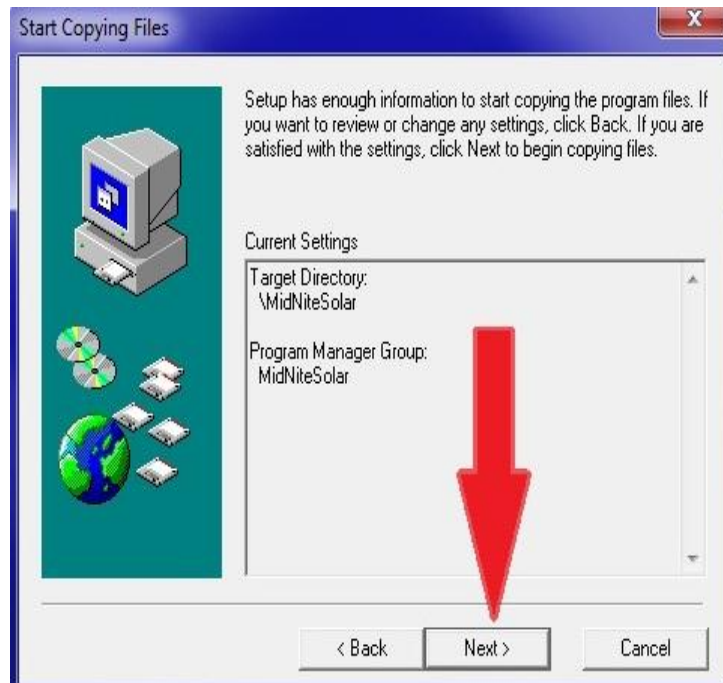 Start Copying Files
X
Setup has enough information to start copying the program files. If
you want to review or change any settings, click Back. If you are
satisfied with the settings, click Next to begin copying files.
Current Settings
Target Directory:
\MidNiteSolar
Program Manager Group:
MidNiteSolar
< Back
Next >
Cancel